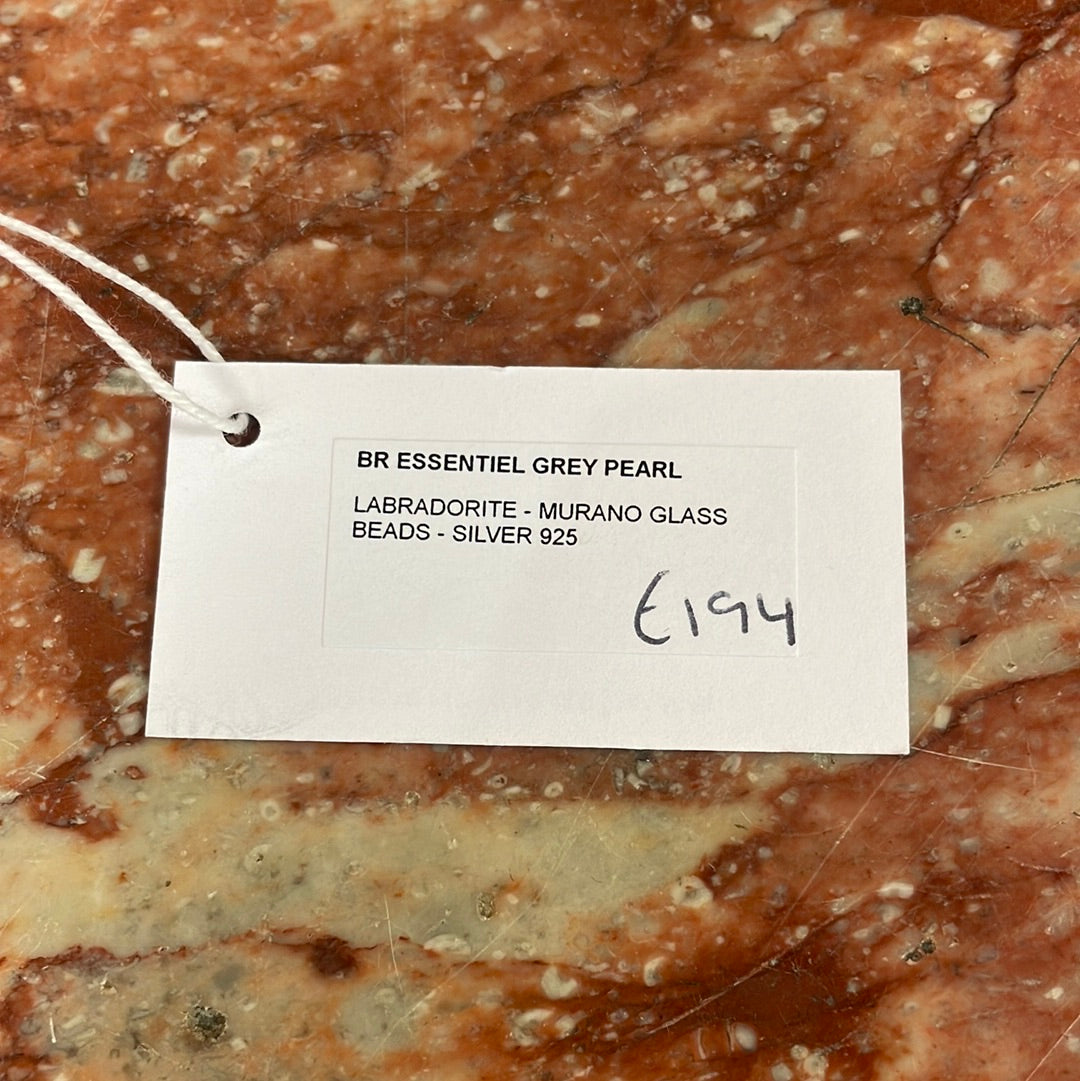 BR ESSENTIEL GREY PEARL
LABRADORITE - MURANO GLASS
BEADS - SILVER 925
€194